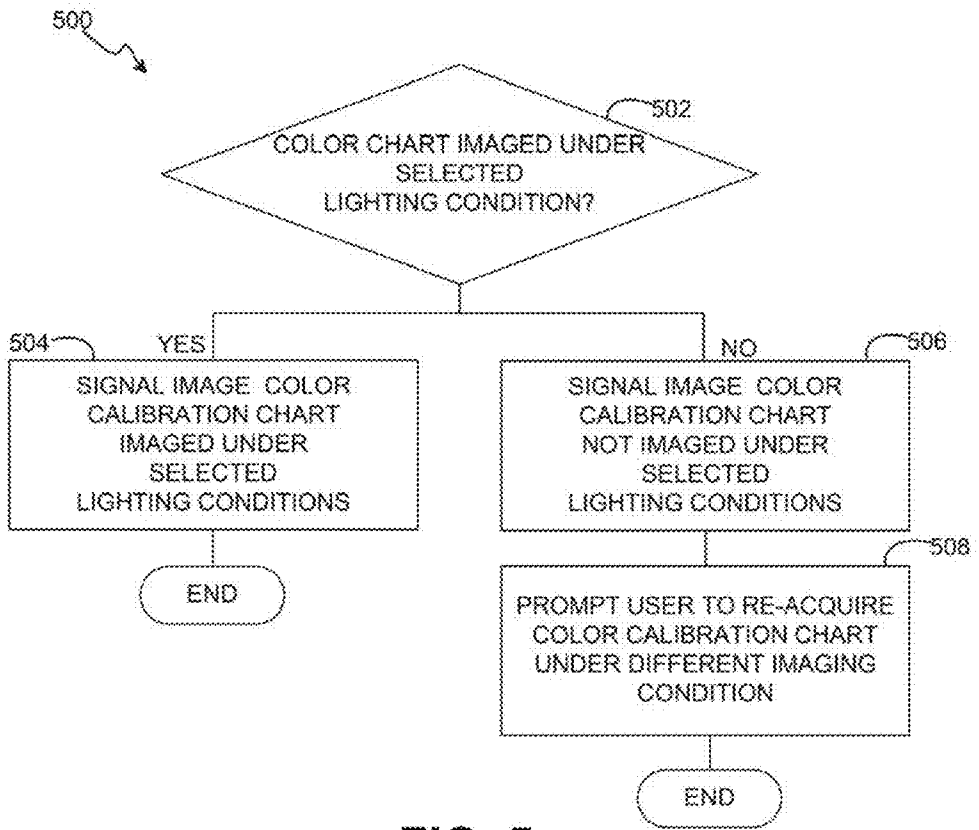 500
502
COLOR CHART IMAGED UNDER
SELECTED
LIGHTING CONDITION?
504
YES
SIGNAL IMAGE COLOR
CALIBRATION CHART
IMAGED UNDER
SELECTED
LIGHTING CONDITIONS
END
NO
506
SIGNAL IMAGE COLOR
CALIBRATION CHART
NOT IMAGED UNDER
SELECTED
LIGHTING CONDITIONS
508
PROMPT USER TO RE-ACQUIRE
COLOR CALIBRATION CHART
UNDER DIFFERENT IMAGING
CONDITION
END